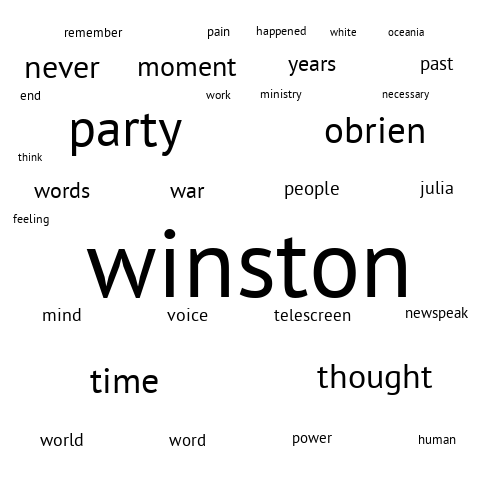 remember pain happened white oceania
never moment years past
end work ministry necessary
party obrien
think
words war people julia
feeling
winston
mind voice telescreen newspeak
time thought
world word power human